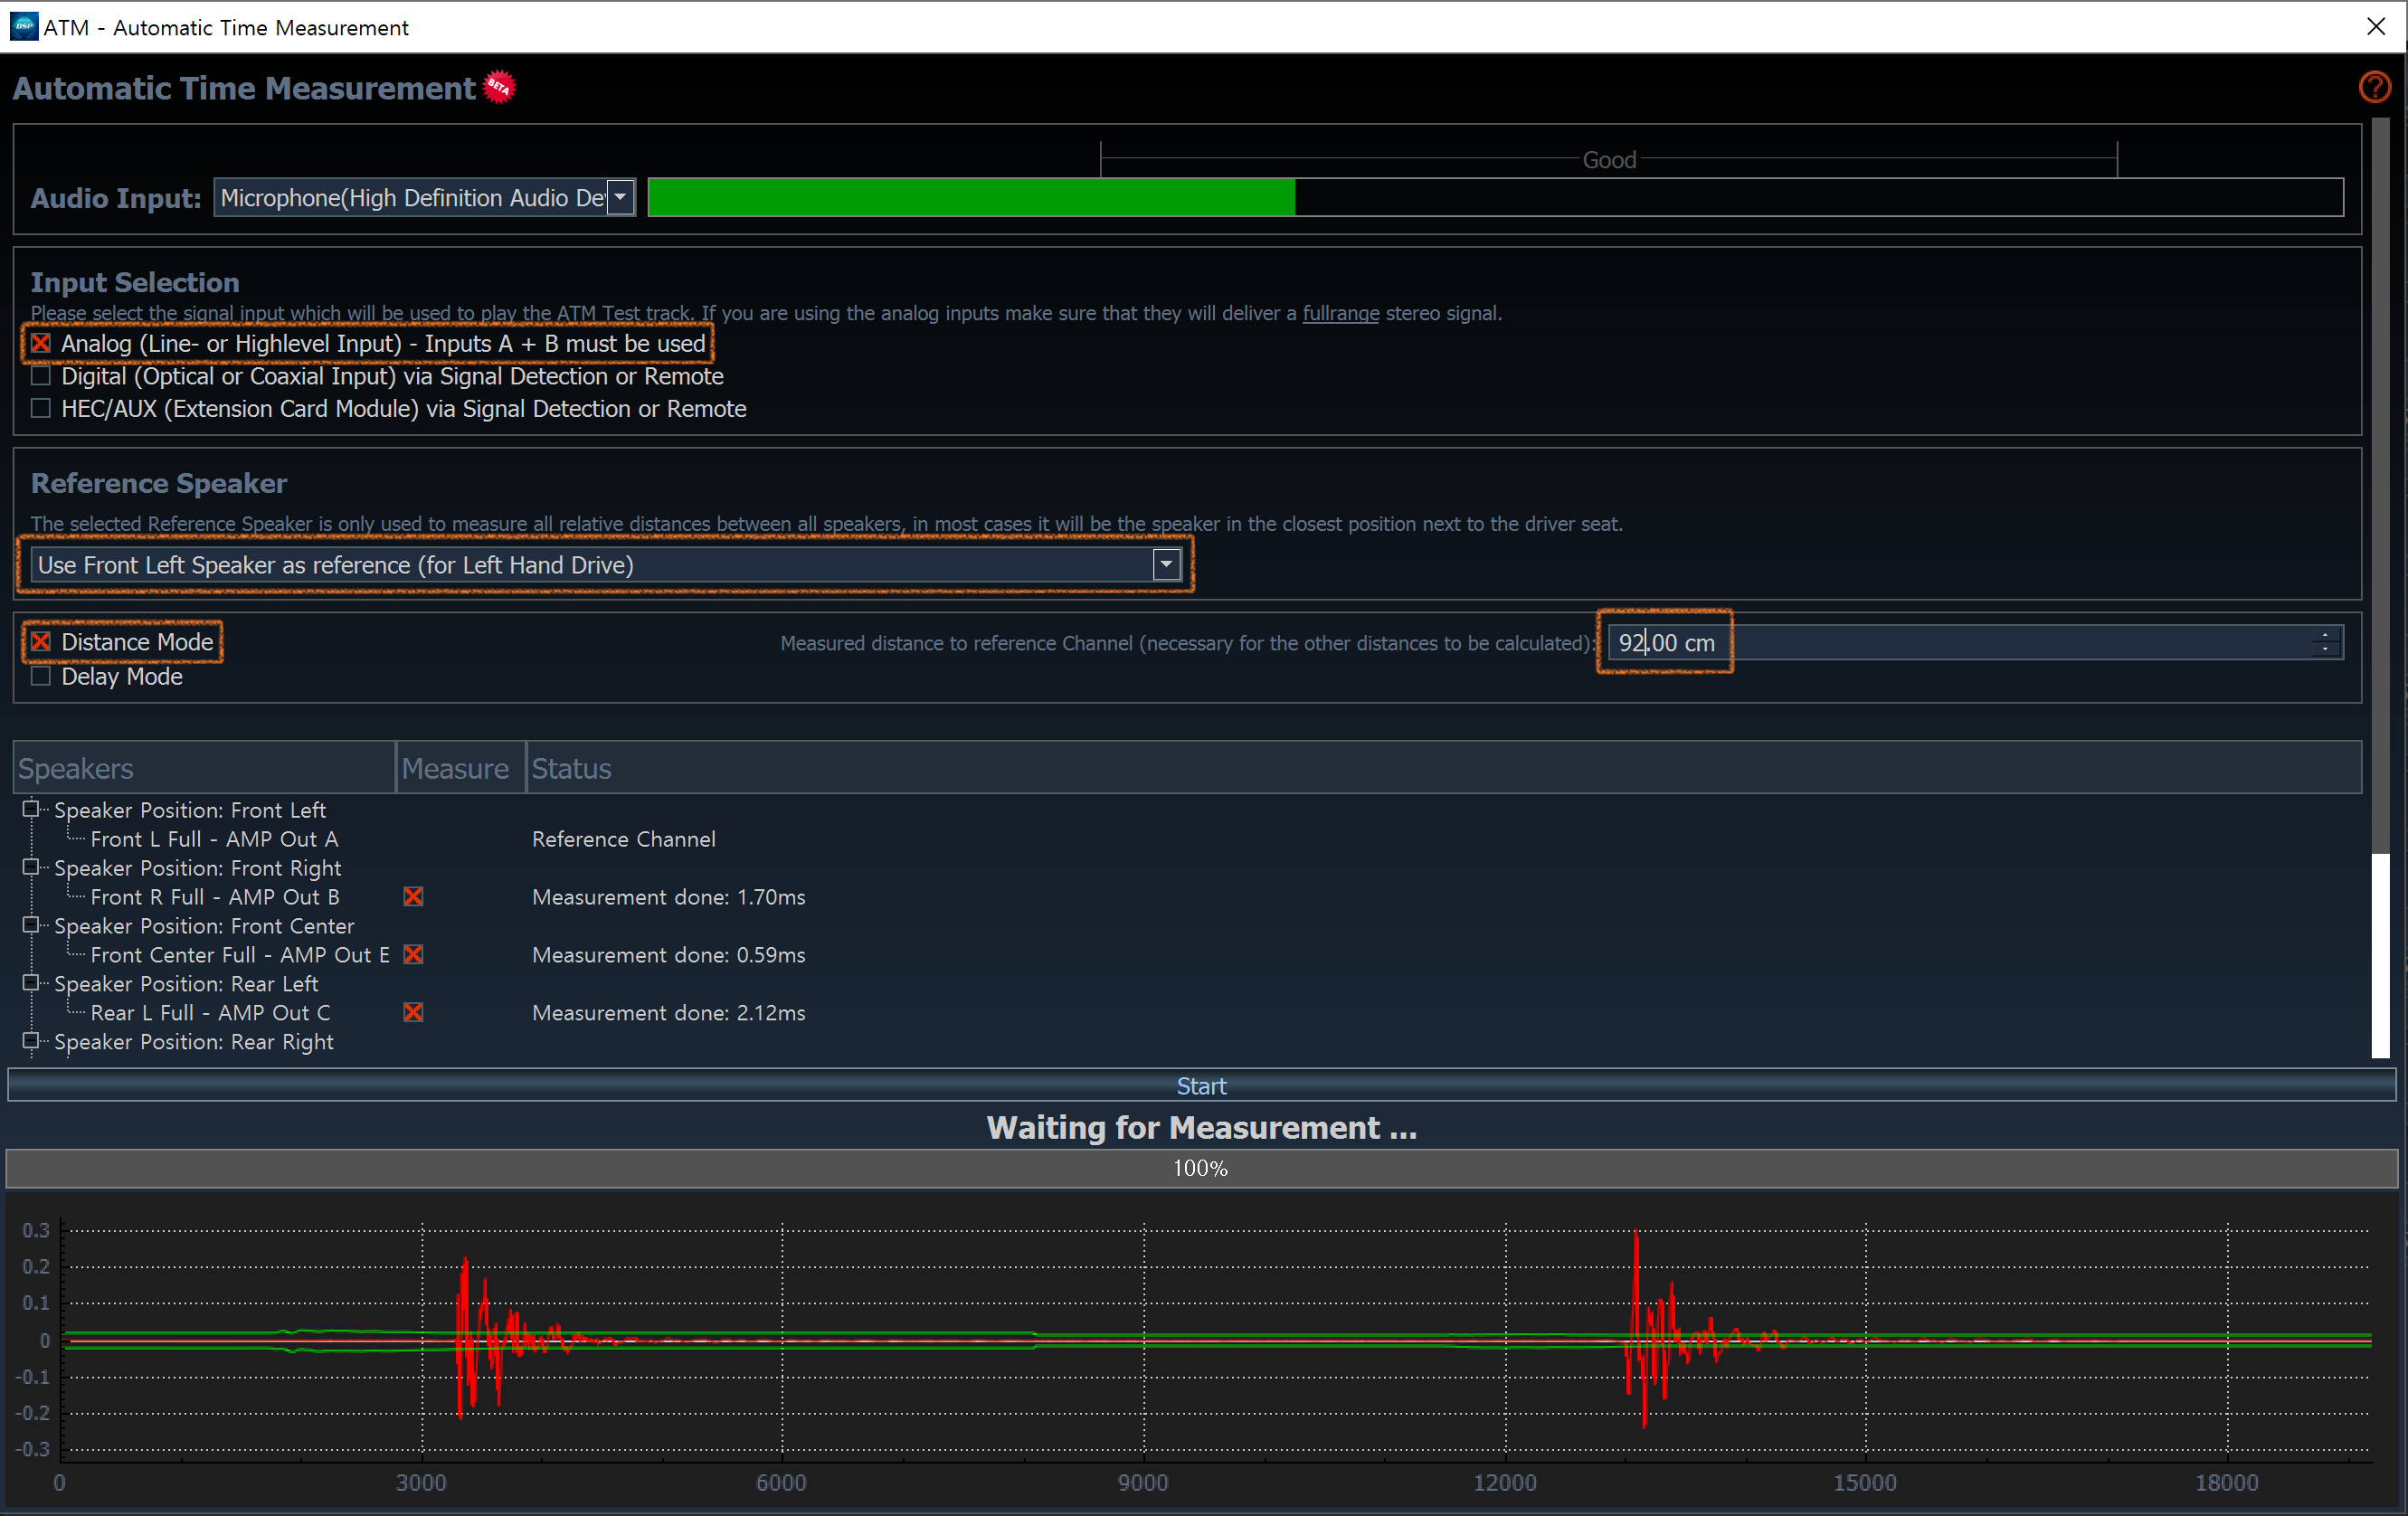 DSP ATM - Automatic Time Measurement
Automatic Time Measurement BETA
?
Good
Audio Input: Microphone(High Definition Audio De
Input Selection
Please select the signal input which will be used to play the ATM Test track. If you are using the analog inputs make sure that they will deliver a fullrange stereo signal.
Analog (Line- or Highlevel Input) - Inputs A + B must be used
Digital (Optical or Coaxial Input) via Signal Detection or Remote
HEC/AUX (Extension Card Module) via Signal Detection or Remote
Reference Speaker
The selected Reference Speaker is only used to measure all relative distances between all speakers, in most cases it will be the speaker in the closest position next to the driver seat.
Use Front Left Speaker as reference (for Left Hand Drive)
Distance Mode Measured distance to reference Channel (necessary for the other distances to be calculated): 92.00 cm
Delay Mode
Speakers Measure Status
Speaker Position: Front Left
Front L Full - AMP Out A Reference Channel
Speaker Position: Front Right
Front R Full - AMP Out B Measurement done: 1.70ms
Speaker Position: Front Center
Front Center Full - AMP Out E Measurement done: 0.59ms
Speaker Position: Rear Left
Rear L Full - AMP Out C Measurement done: 2.12ms
Speaker Position: Rear Right
Start
Waiting for Measurement ...
100%
0.3
0.2
0.1
0
-0.1
-0.2
-0.3
0 3000 6000 9000 12000 15000 18000